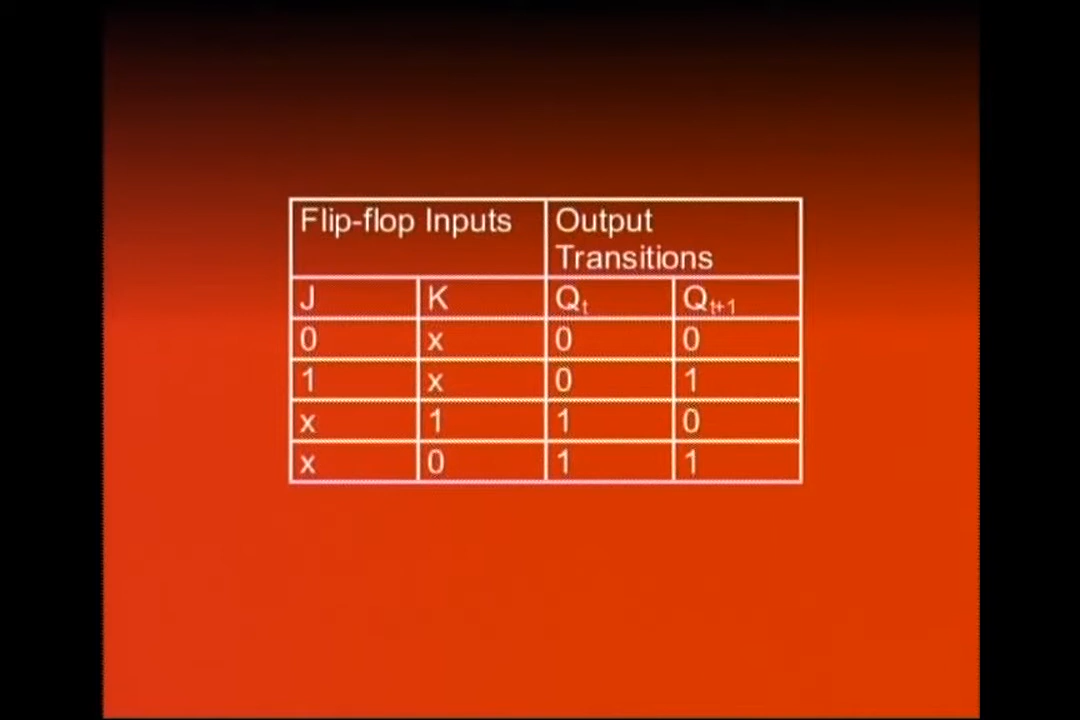 Flip-flop Inputs Output
Transitions
J K Qt Qt+1
0 x 0 0
1 x 0 1
x 1 1 0
x 0 1 1